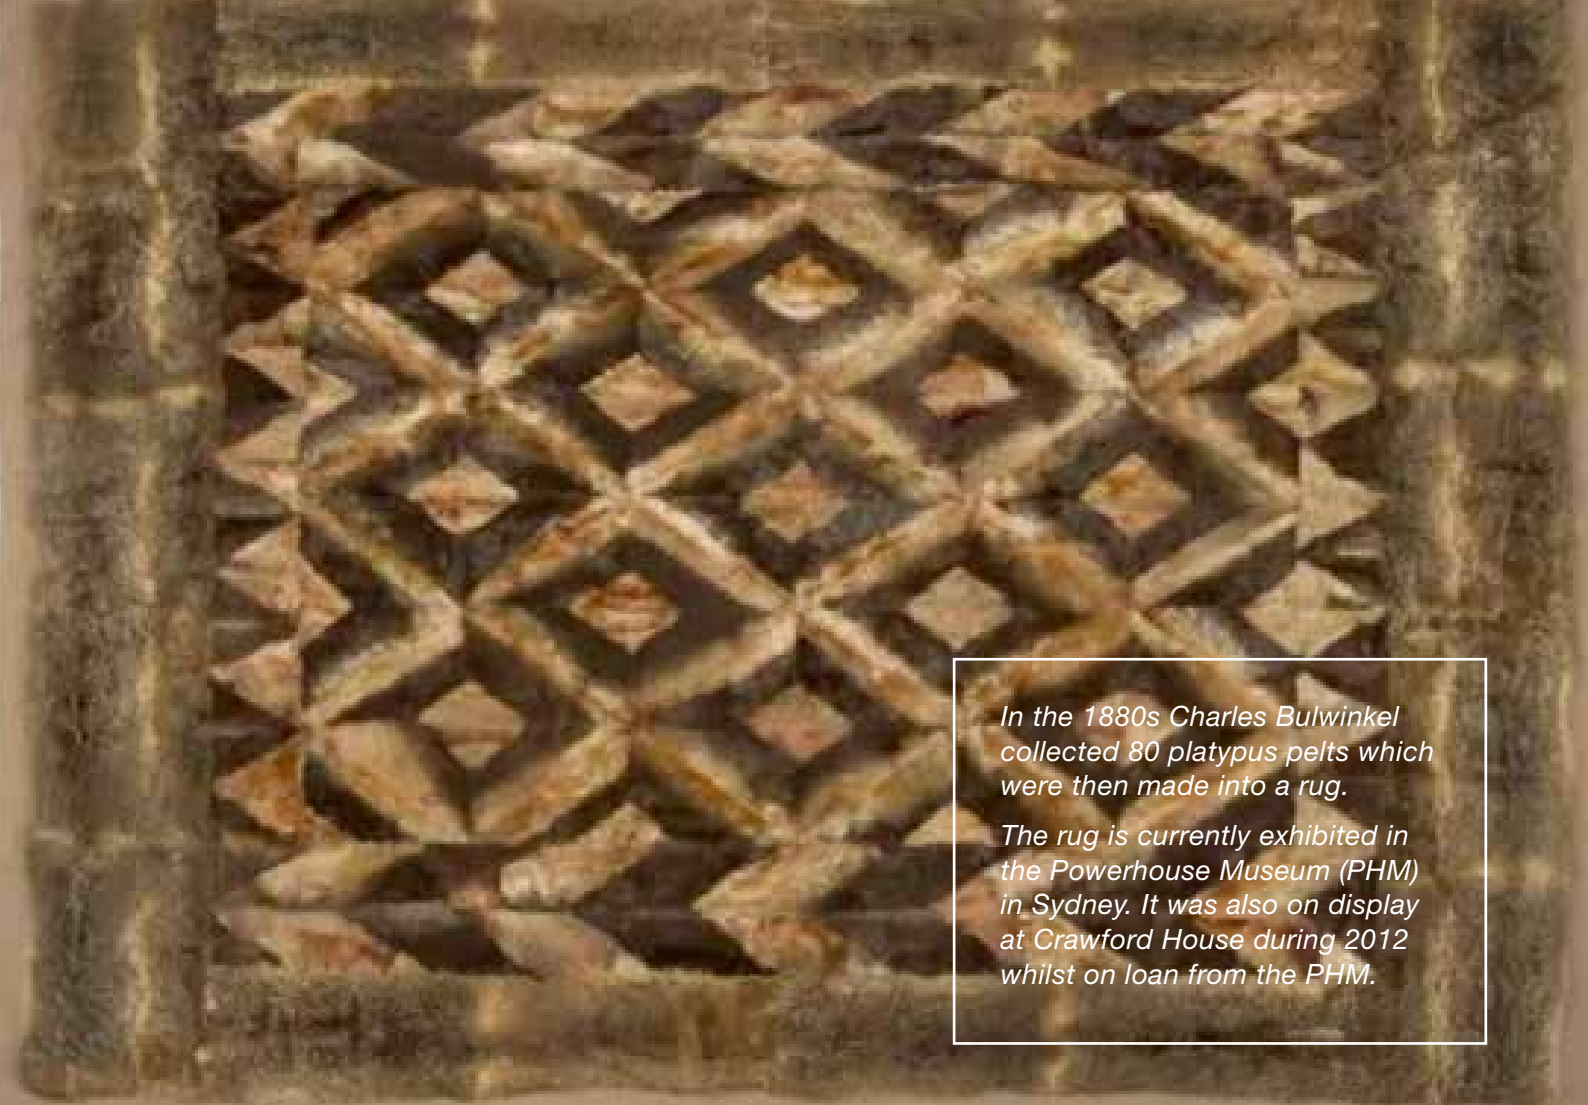 In the 1880s Charles Bulwinkel
collected 80 platypus pelts which
were then made into a rug.
The rug is currently exhibited in
the Powerhouse Museum (PHM)
in Sydney. It was also on display
at Crawford House during 2012
whilst on loan from the PHM.